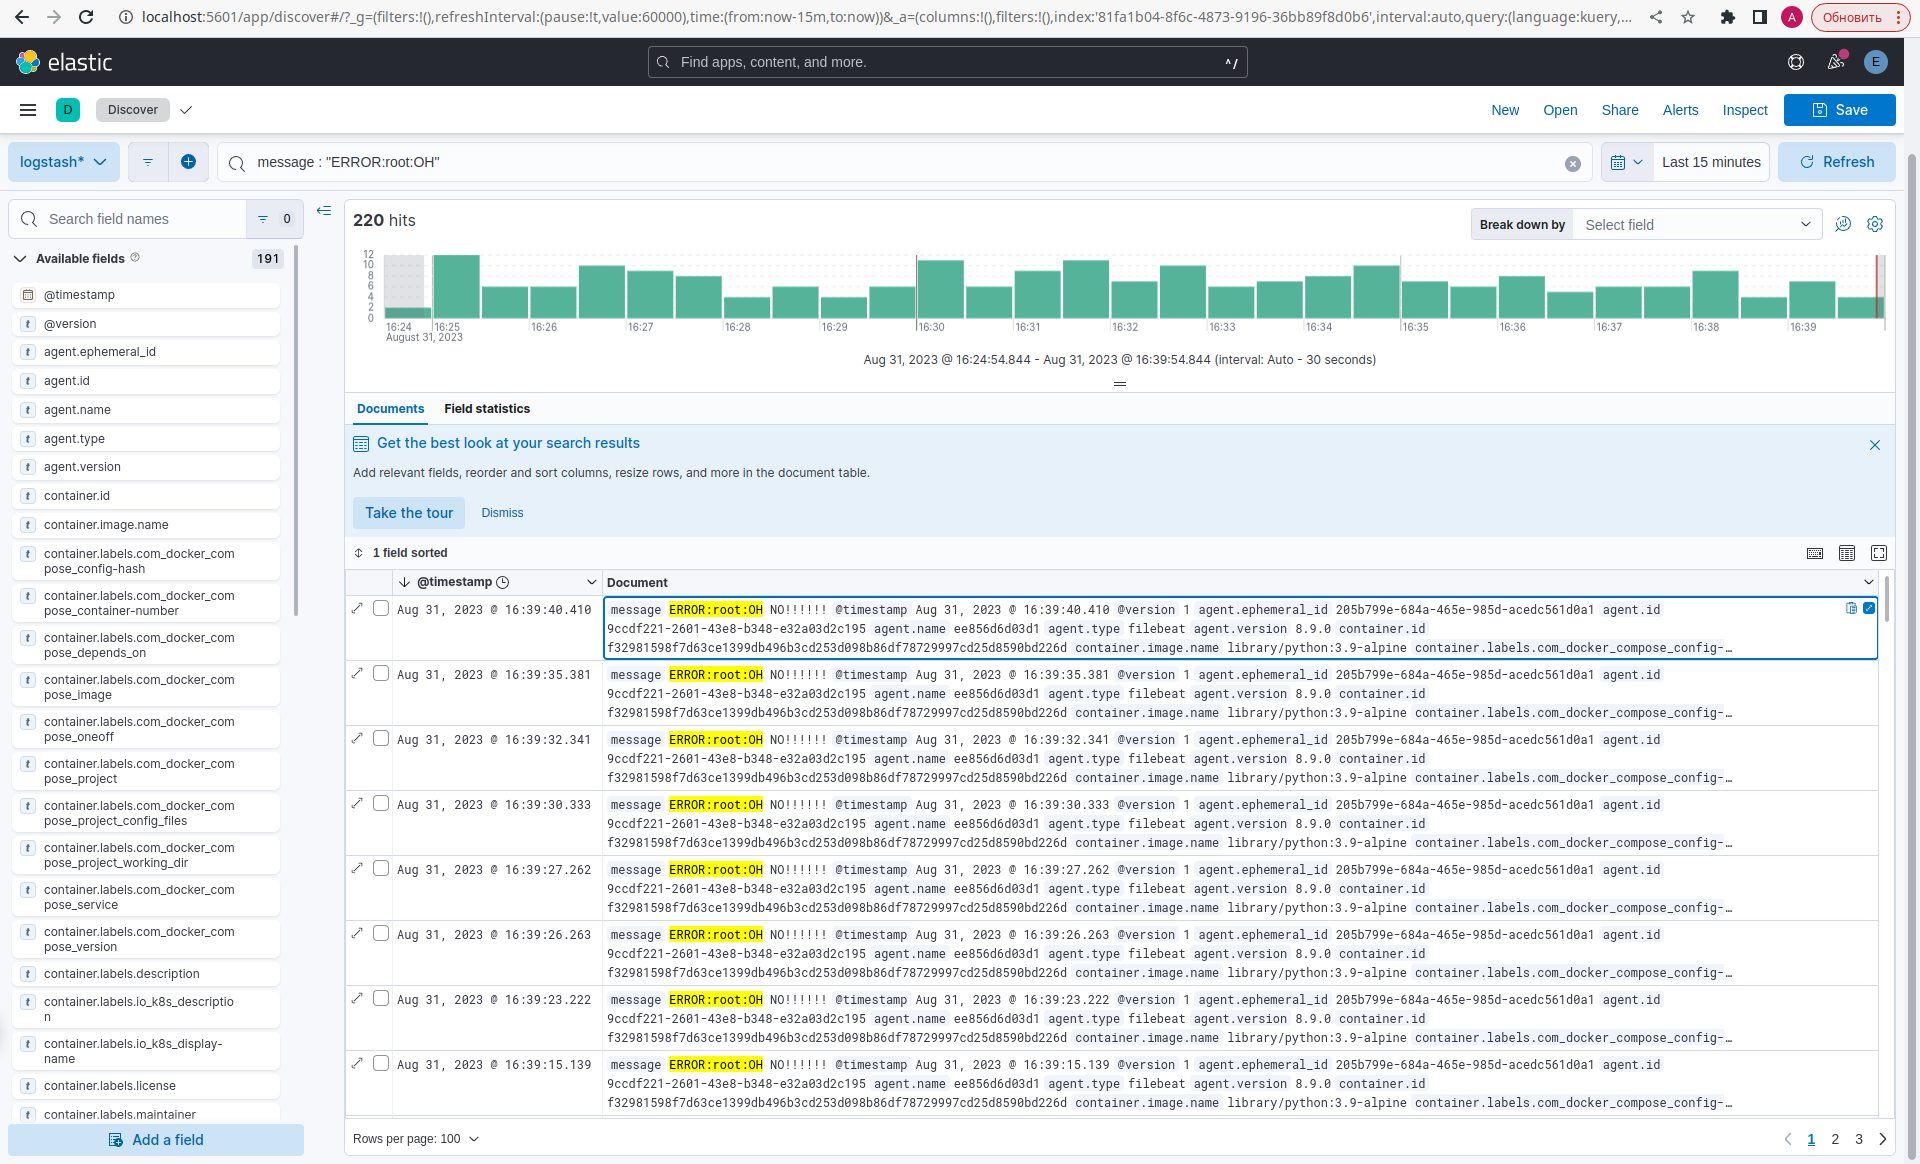 localhost:5601/app/discover#/?_g=(filters:!(),refreshInterval:(pause:!t,value:60000),time:(from:now-15m,to:now))&_a=(columns:!(),filters:!(),index:'81fa1b04-8f6c-4873-9196-36bb89f8d0b6',interval:auto,query:(language:kuery,...
A
Обновить
elastic
Find apps, content, and more.
^/
E
D
Discover
New
Open
Share
Alerts
Inspect
Save
logstash*
message : "ERROR:root:OH"
Last 15 minutes
Refresh
Search field names
0
Available fields
191
@timestamp
t @version
t agent.ephemeral_id
t agent.id
t agent.name
t agent.type
t agent.version
t container.id
t container.image.name
t container.labels.com_docker_com
pose_config-hash
t container.labels.com_docker_com
pose_container-number
t container.labels.com_docker_com
pose_depends_on
t container.labels.com_docker_com
pose_image
t container.labels.com_docker_com
pose_oneoff
t container.labels.com_docker_com
pose_project
t container.labels.com_docker_com
pose_project_config_files
t container.labels.com_docker_com
pose_project_working_dir
t container.labels.com_docker_com
pose_service
t container.labels.com_docker_com
pose_version
t container.labels.description
t container.labels.io_k8s_descriptio
n
t container.labels.io_k8s_display-
name
t container.labels.license
t container.labels.maintainer
Add a field
220 hits
Break down by
Select field
12
10
8
6
4
2
0
16:24 16:25 16:26 16:27 16:28 16:29 16:30 16:31 16:32 16:33 16:34 16:35 16:36 16:37 16:38 16:39
August 31, 2023
Aug 31, 2023 @ 16:24:54.844 - Aug 31, 2023 @ 16:39:54.844 (interval: Auto - 30 seconds)
Documents
Field statistics
Get the best look at your search results
Add relevant fields, reorder and sort columns, resize rows, and more in the document table.
Take the tour
Dismiss
1 field sorted
@timestamp
Document
Aug 31, 2023 @ 16:39:40.410 message ERROR:root:OH NO!!!!!! @timestamp Aug 31, 2023 @ 16:39:40.410 @version 1 agent.ephemeral_id 205b799e-684a-465e-985d-acedc561d0a1 agent.id
9ccdf221-2601-43e8-b348-e32a03d2c195 agent.name ee856d6d03d1 agent.type filebeat agent.version 8.9.0 container.id
f32981598f7d63ce1399db496b3cd253d098b86df78729997cd25d8590bd226d container.image.name library/python:3.9-alpine container.labels.com_docker_compose_config-…
Aug 31, 2023 @ 16:39:35.381 message ERROR:root:OH NO!!!!!! @timestamp Aug 31, 2023 @ 16:39:35.381 @version 1 agent.ephemeral_id 205b799e-684a-465e-985d-acedc561d0a1 agent.id
9ccdf221-2601-43e8-b348-e32a03d2c195 agent.name ee856d6d03d1 agent.type filebeat agent.version 8.9.0 container.id
f32981598f7d63ce1399db496b3cd253d098b86df78729997cd25d8590bd226d container.image.name library/python:3.9-alpine container.labels.com_docker_compose_config-…
Aug 31, 2023 @ 16:39:32.341 message ERROR:root:OH NO!!!!!! @timestamp Aug 31, 2023 @ 16:39:32.341 @version 1 agent.ephemeral_id 205b799e-684a-465e-985d-acedc561d0a1 agent.id
9ccdf221-2601-43e8-b348-e32a03d2c195 agent.name ee856d6d03d1 agent.type filebeat agent.version 8.9.0 container.id
f32981598f7d63ce1399db496b3cd253d098b86df78729997cd25d8590bd226d container.image.name library/python:3.9-alpine container.labels.com_docker_compose_config-…
Aug 31, 2023 @ 16:39:30.333 message ERROR:root:OH NO!!!!!! @timestamp Aug 31, 2023 @ 16:39:30.333 @version 1 agent.ephemeral_id 205b799e-684a-465e-985d-acedc561d0a1 agent.id
9ccdf221-2601-43e8-b348-e32a03d2c195 agent.name ee856d6d03d1 agent.type filebeat agent.version 8.9.0 container.id
f32981598f7d63ce1399db496b3cd253d098b86df78729997cd25d8590bd226d container.image.name library/python:3.9-alpine container.labels.com_docker_compose_config-…
Aug 31, 2023 @ 16:39:27.262 message ERROR:root:OH NO!!!!!! @timestamp Aug 31, 2023 @ 16:39:27.262 @version 1 agent.ephemeral_id 205b799e-684a-465e-985d-acedc561d0a1 agent.id
9ccdf221-2601-43e8-b348-e32a03d2c195 agent.name ee856d6d03d1 agent.type filebeat agent.version 8.9.0 container.id
f32981598f7d63ce1399db496b3cd253d098b86df78729997cd25d8590bd226d container.image.name library/python:3.9-alpine container.labels.com_docker_compose_config-…
Aug 31, 2023 @ 16:39:26.263 message ERROR:root:OH NO!!!!!! @timestamp Aug 31, 2023 @ 16:39:26.263 @version 1 agent.ephemeral_id 205b799e-684a-465e-985d-acedc561d0a1 agent.id
9ccdf221-2601-43e8-b348-e32a03d2c195 agent.name ee856d6d03d1 agent.type filebeat agent.version 8.9.0 container.id
f32981598f7d63ce1399db496b3cd253d098b86df78729997cd25d8590bd226d container.image.name library/python:3.9-alpine container.labels.com_docker_compose_config-…
Aug 31, 2023 @ 16:39:23.222 message ERROR:root:OH NO!!!!!! @timestamp Aug 31, 2023 @ 16:39:23.222 @version 1 agent.ephemeral_id 205b799e-684a-465e-985d-acedc561d0a1 agent.id
9ccdf221-2601-43e8-b348-e32a03d2c195 agent.name ee856d6d03d1 agent.type filebeat agent.version 8.9.0 container.id
f32981598f7d63ce1399db496b3cd253d098b86df78729997cd25d8590bd226d container.image.name library/python:3.9-alpine container.labels.com_docker_compose_config-…
Aug 31, 2023 @ 16:39:15.139 message ERROR:root:OH NO!!!!!! @timestamp Aug 31, 2023 @ 16:39:15.139 @version 1 agent.ephemeral_id 205b799e-684a-465e-985d-acedc561d0a1 agent.id
9ccdf221-2601-43e8-b348-e32a03d2c195 agent.name ee856d6d03d1 agent.type filebeat agent.version 8.9.0 container.id
f32981598f7d63ce1399db496b3cd253d098b86df78729997cd25d8590bd226d container.image.name library/python:3.9-alpine container.labels.com_docker_compose_config-…
Rows per page: 100
1 2 3